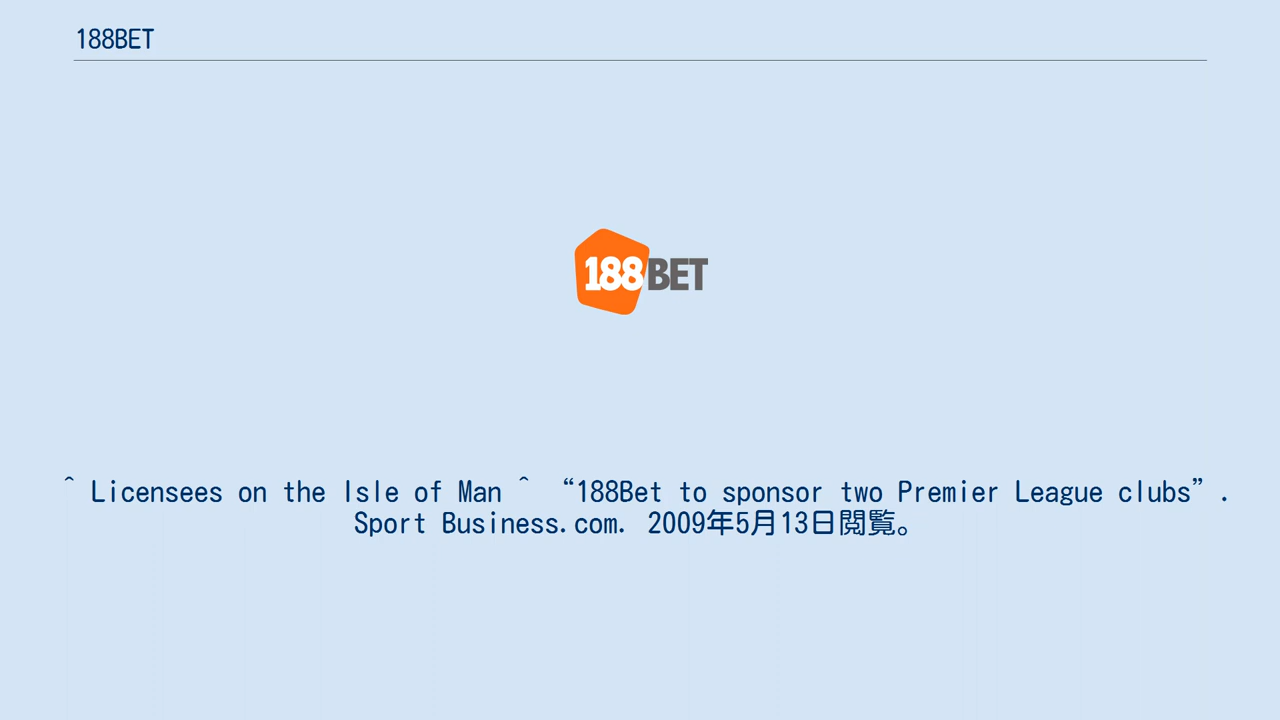 188BET
188BET
^ Licensees on the Isle of Man ^ “188Bet to sponsor two Premier League clubs”.
Sport Business.com. 2009年5月13日閲覧。